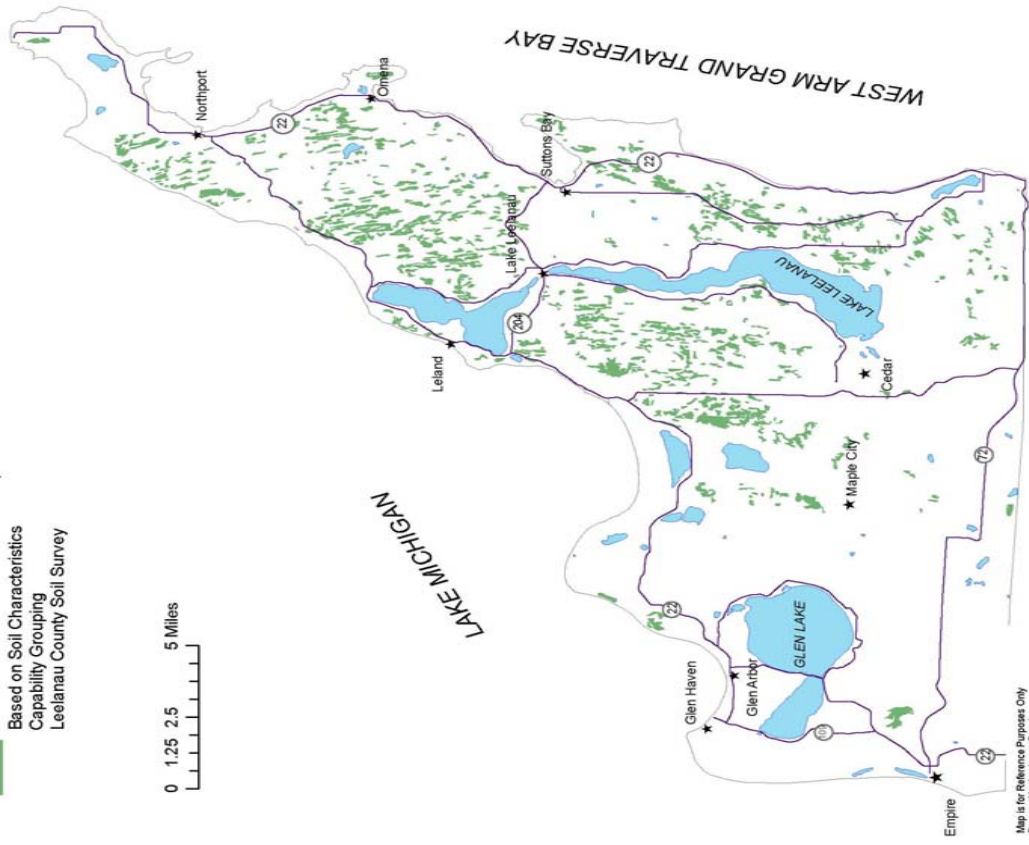 Based on Soil Characteristics
Capability Grouping
Leelanau County Soil Survey
0 1.25 2.5 5 Miles
LAKE MICHIGAN
WEST ARM GRAND TRAVERSE BAY
Northport
22
Omena
Suttons Bay
22
Lake Leelanau
204
Leland
LAKE LEELANAU
Cedar
Maple City
72
22
Glen Haven
Glen Arbor
GLEN LAKE
109
Empire
22
Map is for Reference Purposes Only